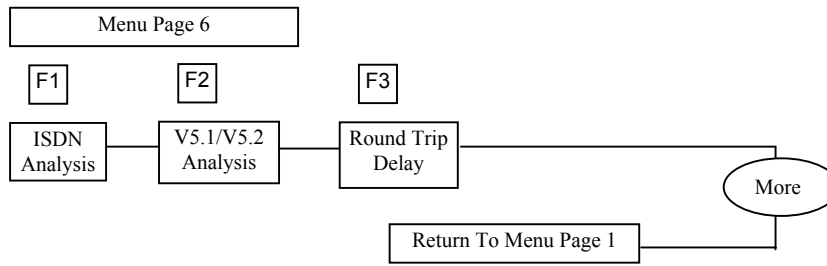 Menu Page 6
F1
F2
F3
ISDN
Analysis
V5.1/V5.2
Analysis
Round Trip
Delay
More
Return To Menu Page 1